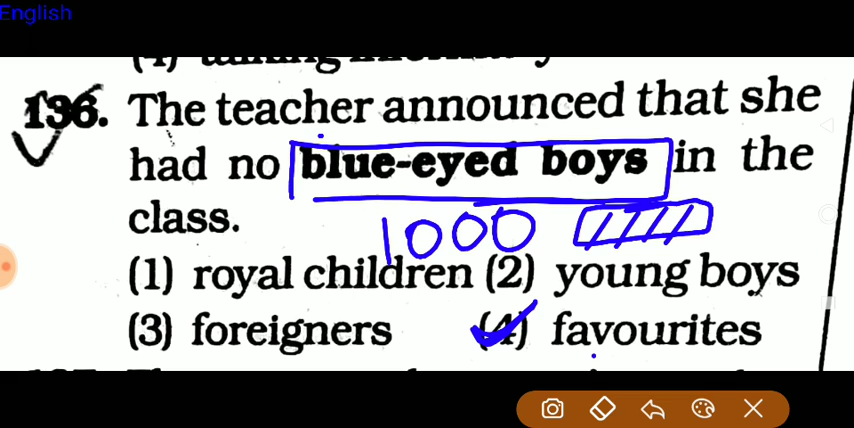 English
136. The teacher announced that she
had no blue-eyed boys in the
class.
1000
(1) royal children (2) young boys
(3) foreigners (4) favourites